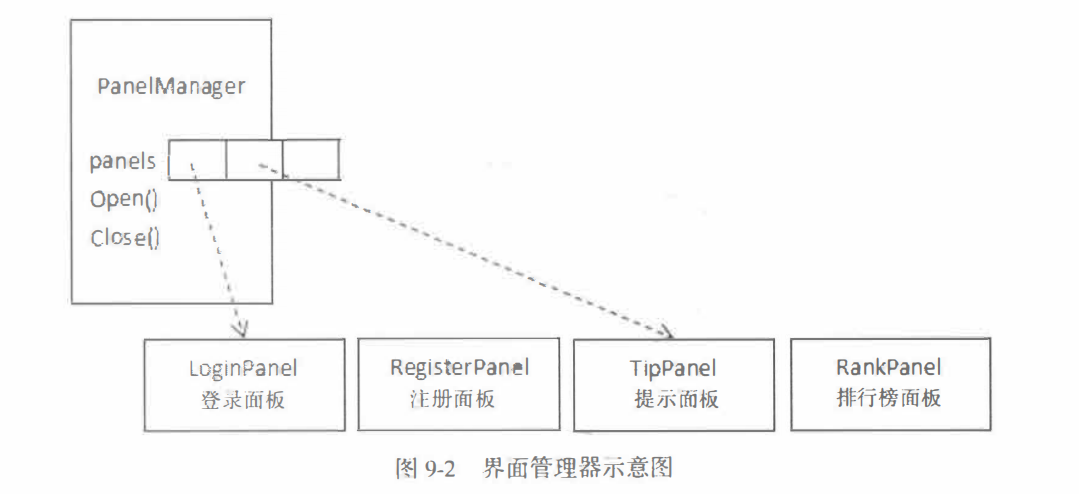 PanelManager
panels
Open()
Close()
LoginPanel
登录面板
RegisterPanel
注册面板
TipPanel
提示面板
RankPanel
排行榜面板
图 9-2 界面管理器示意图